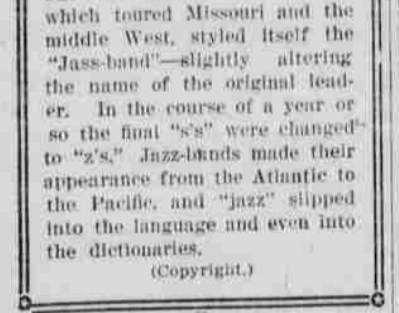 which toured Missouri and the
middle West, styled itself the
"Jass-band"—slightly altering
the name of the original lead-
er. In the course of a year or
so the final "s's" were changed
to "z's." Jazz-bands made their
appearance from the Atlantic to
the Pacific, and "jazz" slipped
into the language and even into
the dictionaries.
(Copyright.)